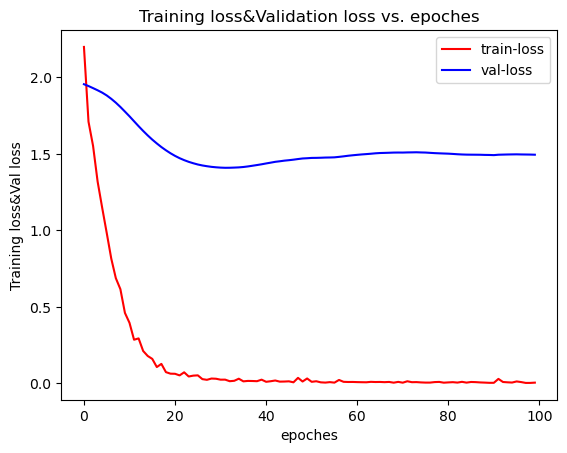 Training loss&Validation loss vs. epoches
train-loss
val-loss
Training loss&Val loss
2.0
1.5
1.0
0.5
0.0
0
20
40
60
80
100
epoches